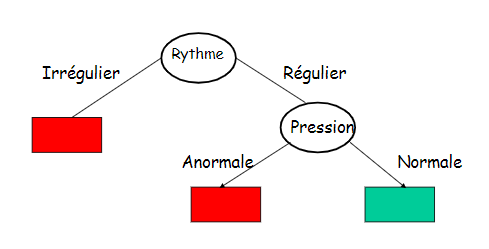 Rythme
Irrégulier
Régulier
Pression
Anormale
Normale